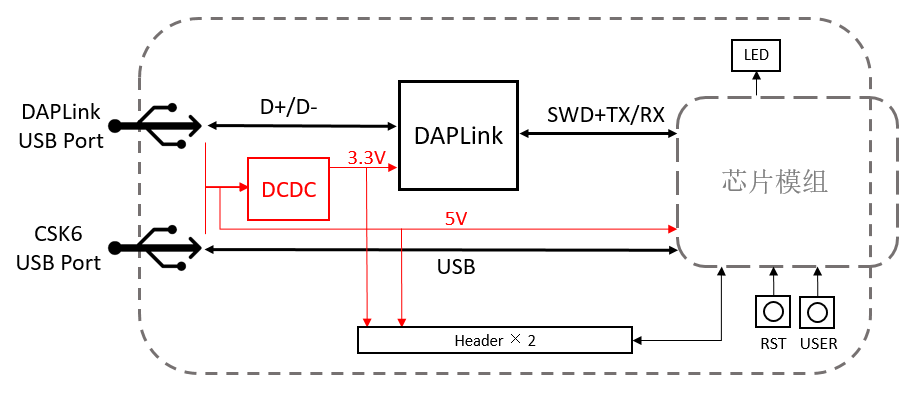 LED
DAPLink
USB Port
D+/D-
DAPLink
SWD+TX/RX
3.3V
DCDC
芯片模组
5V
CSK6
USB Port
USB
Header × 2
RST
USER